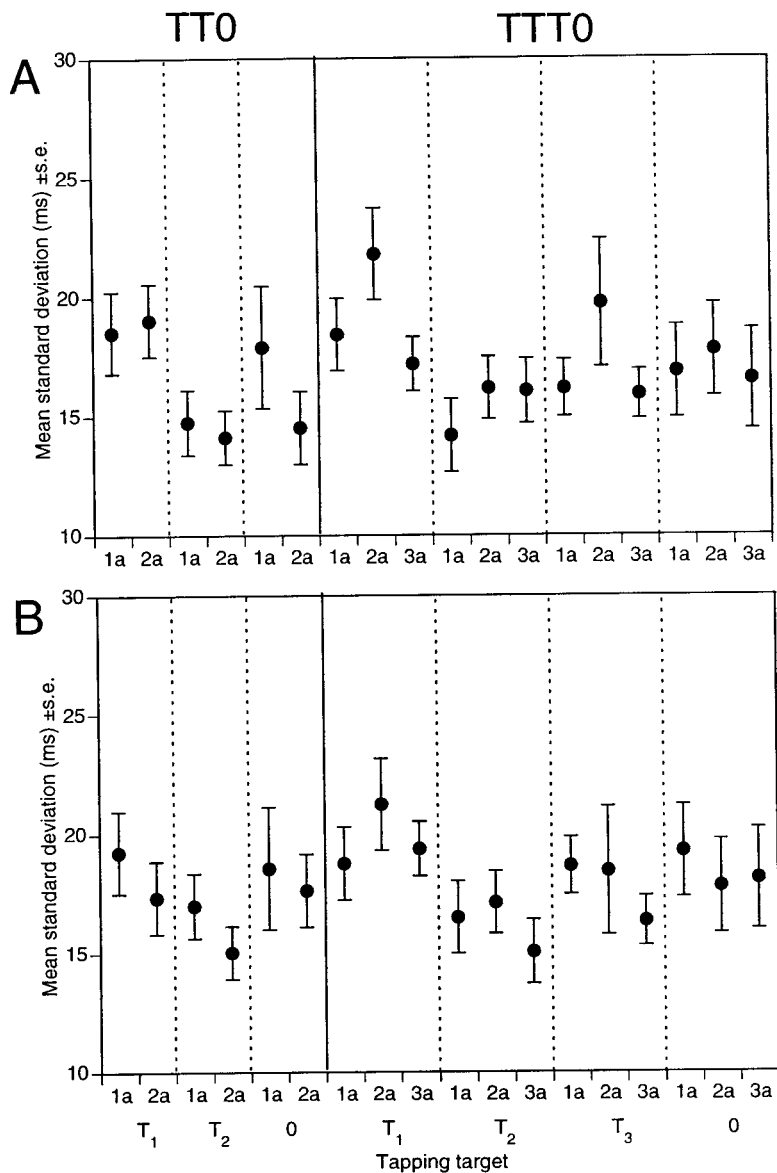 TT0 TTT0
A
Mean standard deviation (ms) ±s.e.
30
25
20
15
10
1a 2a 1a 2a 1a 2a 1a 2a 3a 1a 2a 3a 1a 2a 3a 1a 2a 3a
B
Mean standard deviation (ms) ±s.e.
30
25
20
15
10
1a 2a 1a 2a 1a 2a 1a 2a 3a 1a 2a 3a 1a 2a 3a 1a 2a 3a
T1 T2 0 T1 T2 T3 0
Tapping target